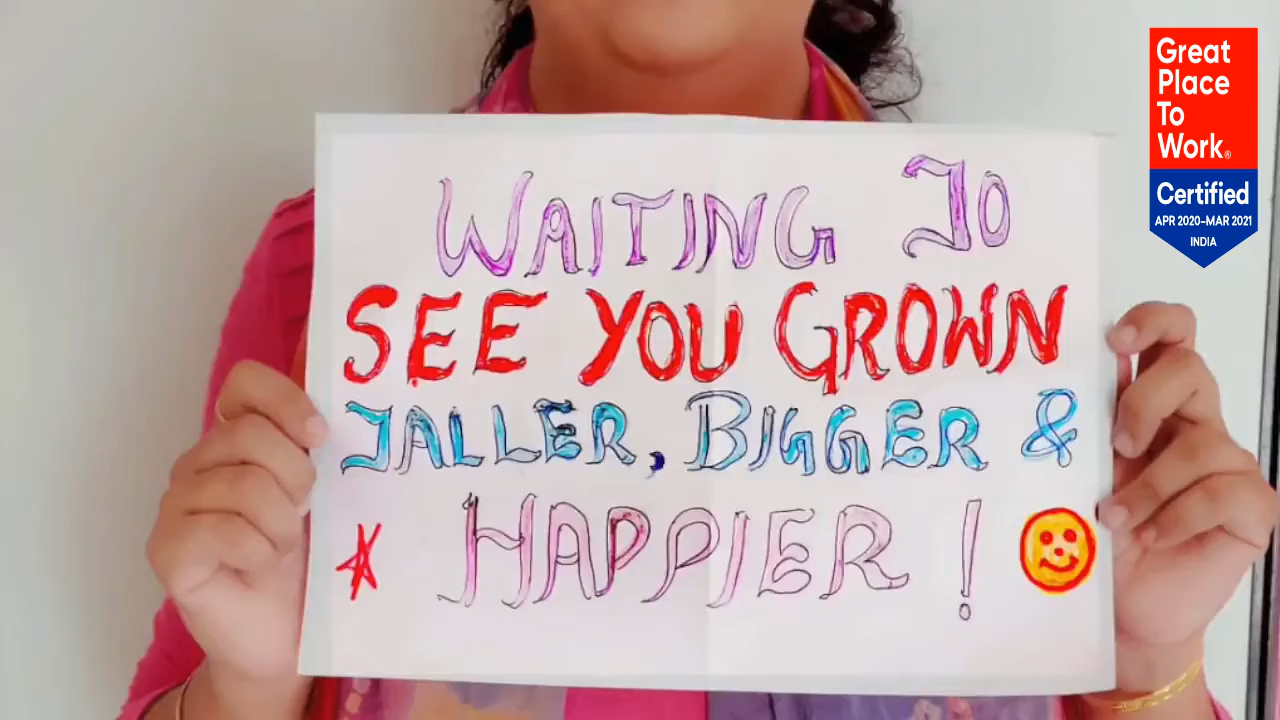 WAITING TO
SEE YOU GROWN
TALLER, BIGGER &
HAPPIER !
Great
Place
To
Work®
Certified
APR 2020–MAR 2021
INDIA